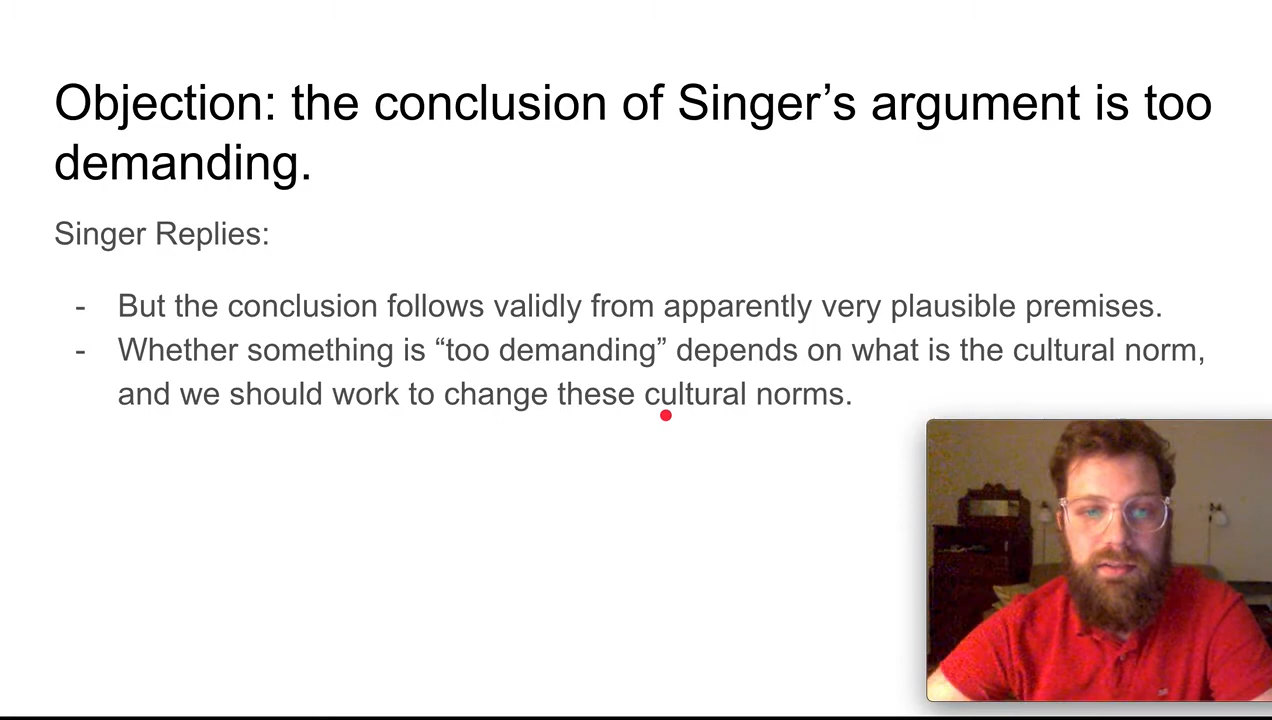 Objection: the conclusion of Singer’s argument is too
demanding.
Singer Replies:
- But the conclusion follows validly from apparently very plausible premises.
- Whether something is “too demanding” depends on what is the cultural norm,
and we should work to change these cultural norms.